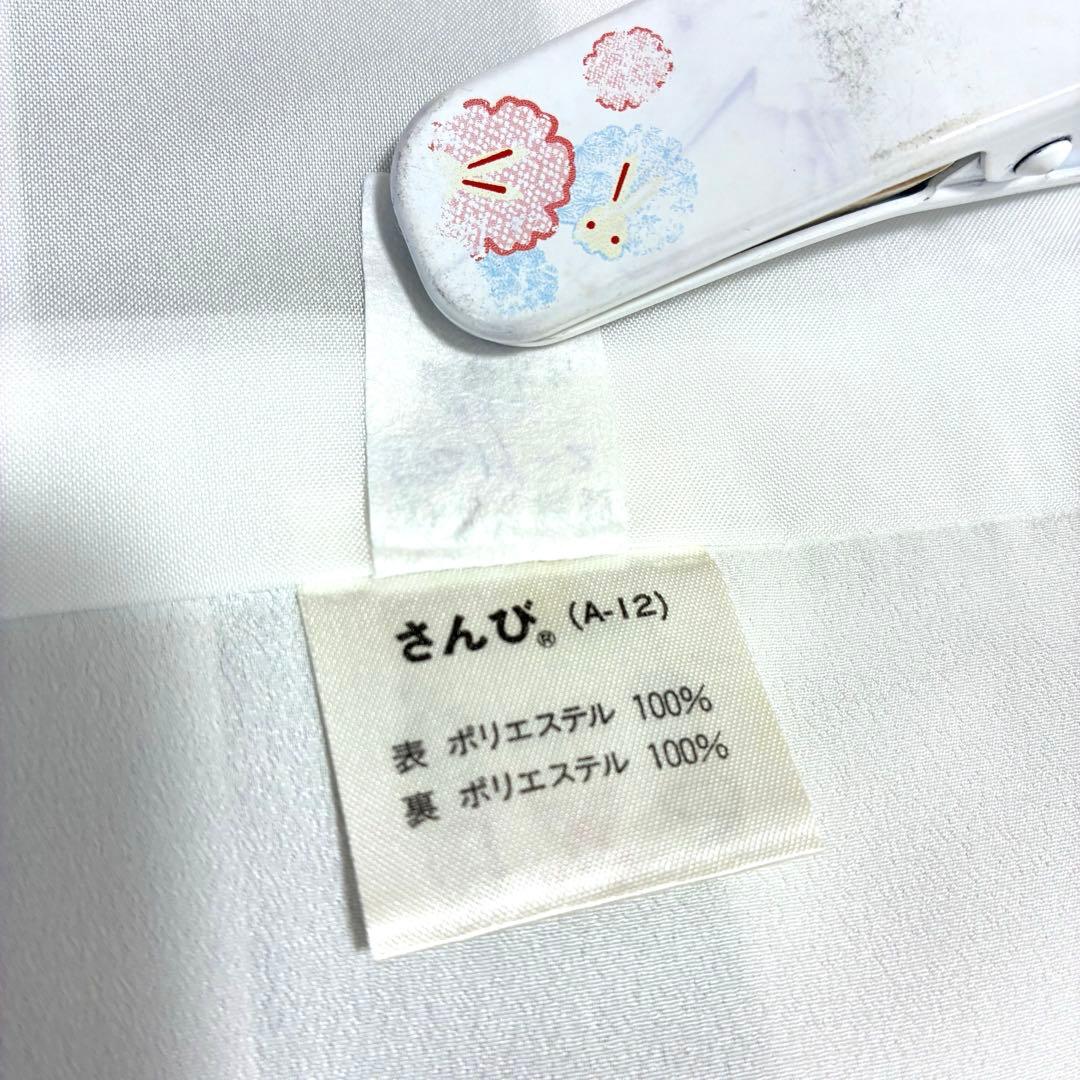 さんび® (A-12)
表 ポリエステル 100%
裏 ポリエステル 100%